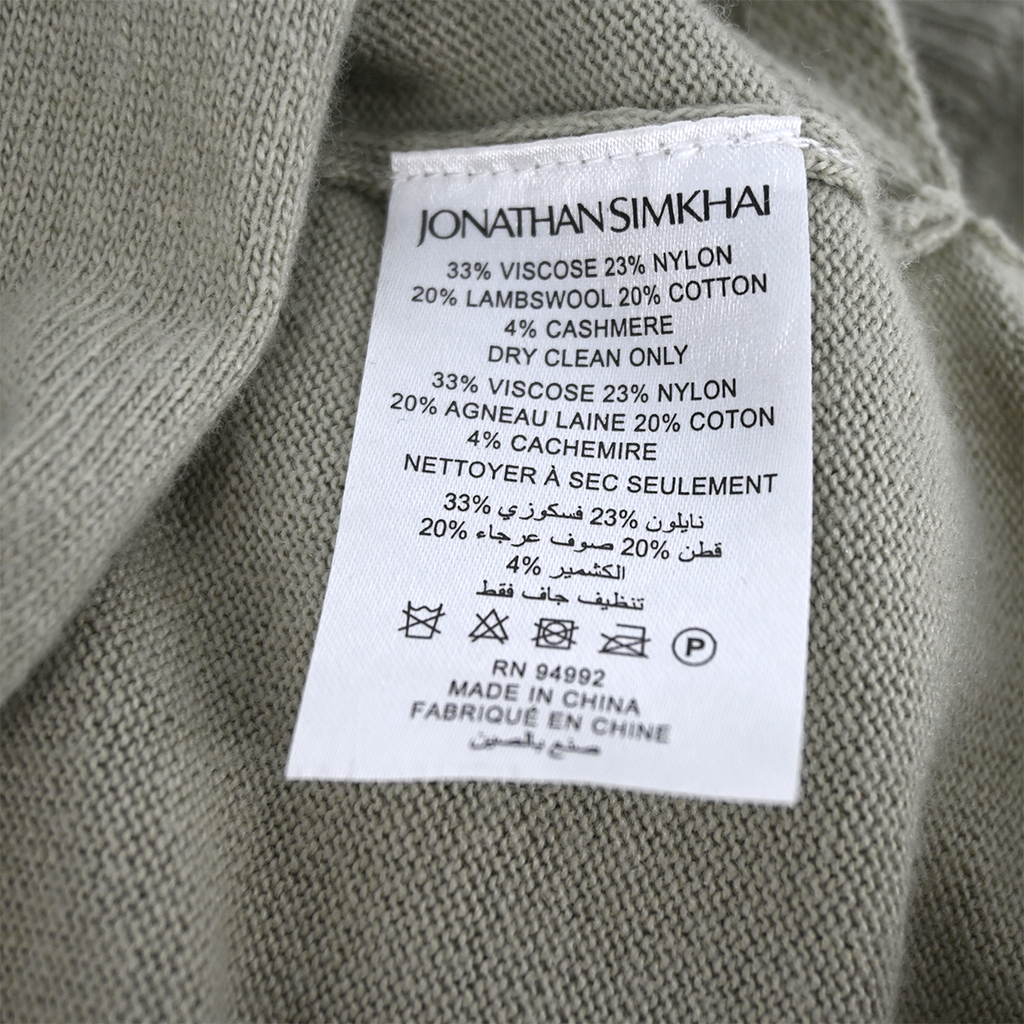 JONATHAN SIMKHAI
33% VISCOSE 23% NYLON
20% LAMBSWOOL 20% COTTON
4% CASHMERE
DRY CLEAN ONLY
33% VISCOSE 23% NYLON
20% AGNEAU LAINE 20% COTON
4% CACHEMIRE
NETTOYER À SEC SEULEMENT
نايلون %23 فسكوزي %33
قطن %20 صوف عرجاء %20
الكشمير %4
تنظيف جاف فقط
P
RN 94992
MADE IN CHINA
FABRIQUÉ EN CHINE
صنع بالصين